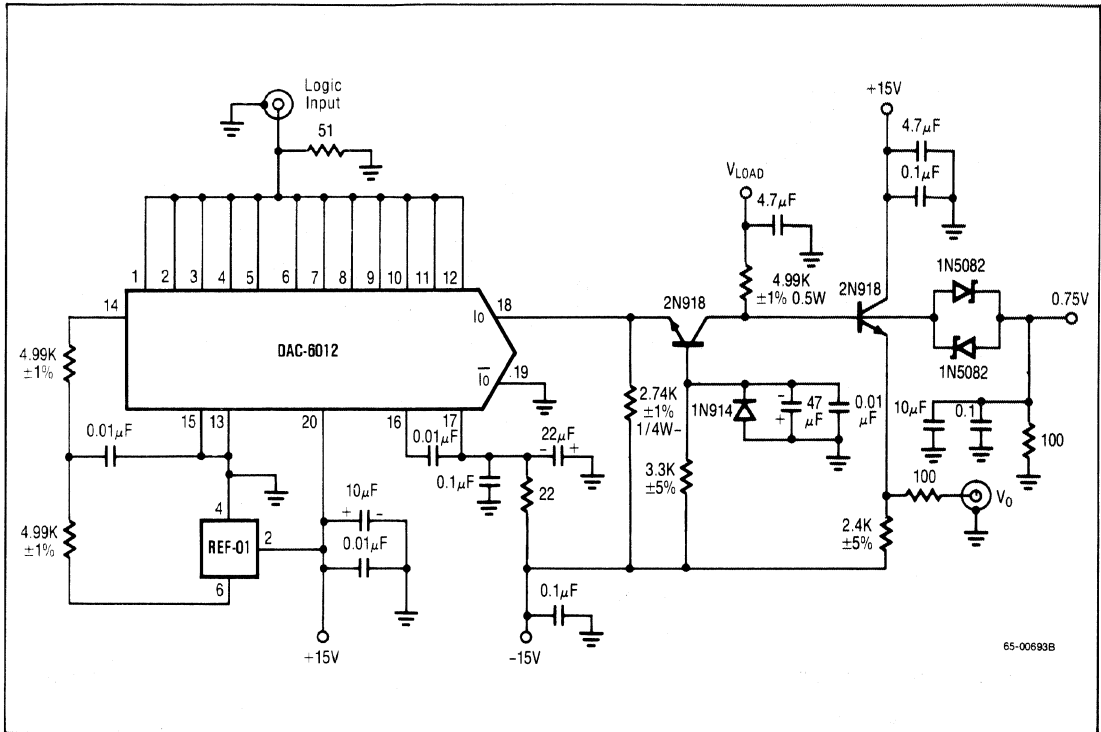 Logic
Input
51
+15V
4.7µF
0.1µF
VLOAD
4.7µF
4.99K
±1% 0.5W
2N918
2N918
1N5082
1N5082
0.75V
1 2 3 4 5 6 7 8 9 10 11 12
14
DAC-6012
IO
18
IO
19
4.99K
±1%
15 13 20 16 17
0.01µF
0.01µF
0.1µF
22µF
- +
22
2.74K
±1%
1/4W-
1N914
-
+
47
µF
0.01
µF
3.3K
±5%
10µF
0.1
100
100
VO
2.4K
±5%
4
REF-01
2
6
4.99K
±1%
10µF
+ -
0.01µF
0.1µF
+15V
-15V
65-00693B